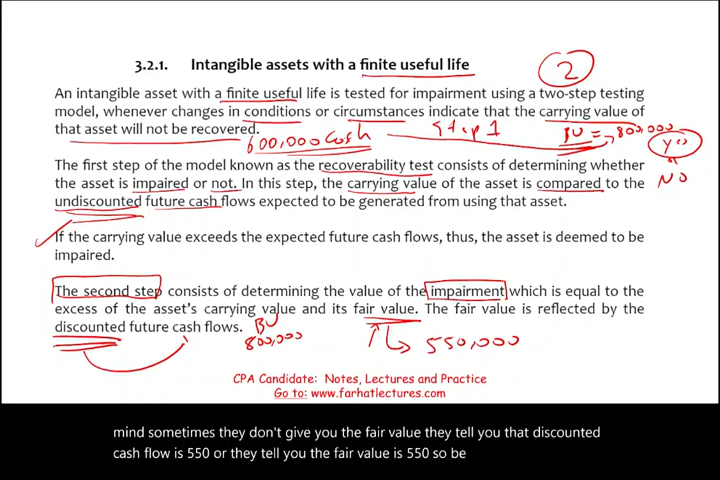 3.2.1. Intangible assets with a finite useful life
2
An intangible asset with a finite useful life is tested for impairment using a two-step testing
model, whenever changes in conditions or circumstances indicate that the carrying value of
that asset will not be recovered.
600,000 Cash
Step 1
BV = 800,000
Yes
The first step of the model known as the recoverability test consists of determining whether
the asset is impaired or not. In this step, the carrying value of the asset is compared to the
NO
undiscounted future cash flows expected to be generated from using that asset.
If the carrying value exceeds the expected future cash flows, thus, the asset is deemed to be
impaired.
The second step consists of determining the value of the impairment which is equal to the
excess of the asset's carrying value and its fair value. The fair value is reflected by the
discounted future cash flows.
BV
800,000
550,000
CPA Candidate: Notes, Lectures and Practice
Go to: www.farhatlectures.com
mind sometimes they don't give you the fair value they tell you that discounted
cash flow is 550 or they tell you the fair value is 550 so be